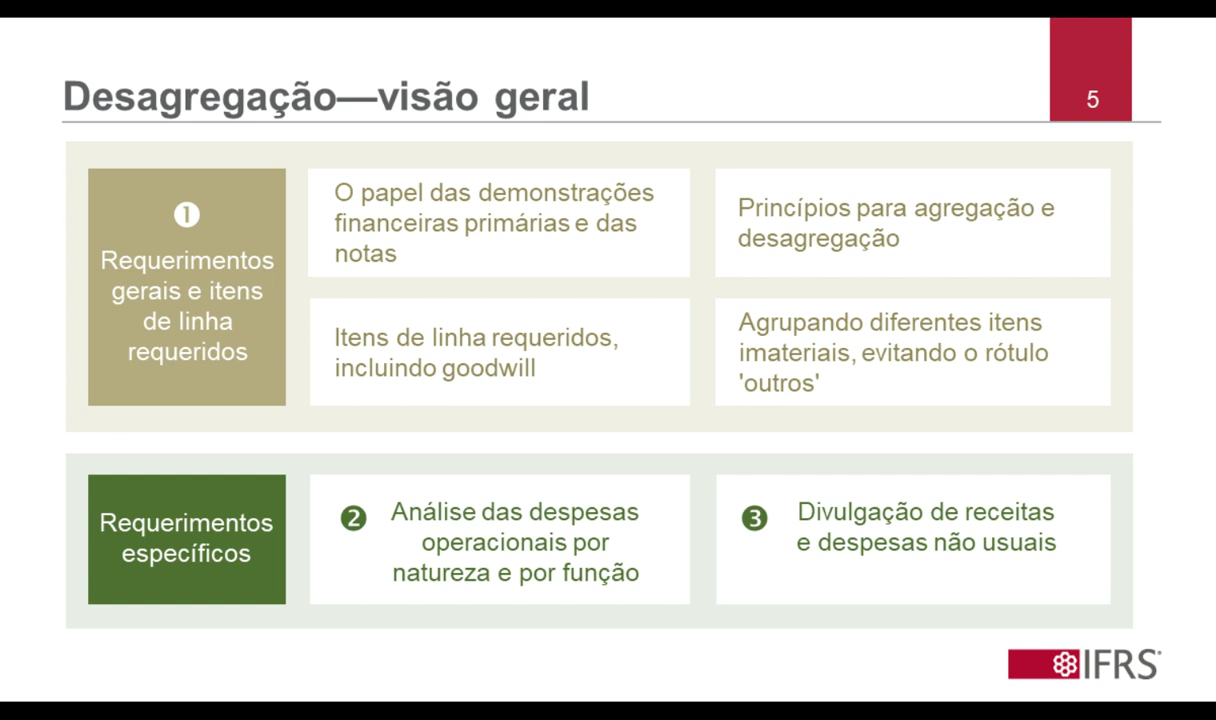 Desagregação—visão geral
5
❶
Requerimentos
gerais e itens
de linha
requeridos
O papel das demonstrações
financeiras primárias e das
notas
Princípios para agregação e
desagregação
Itens de linha requeridos,
incluindo goodwill
Agrupando diferentes itens
imateriais, evitando o rótulo
'outros'
Requerimentos
específicos
❷ Análise das despesas
operacionais por
natureza e por função
❸ Divulgação de receitas
e despesas não usuais
IFRS